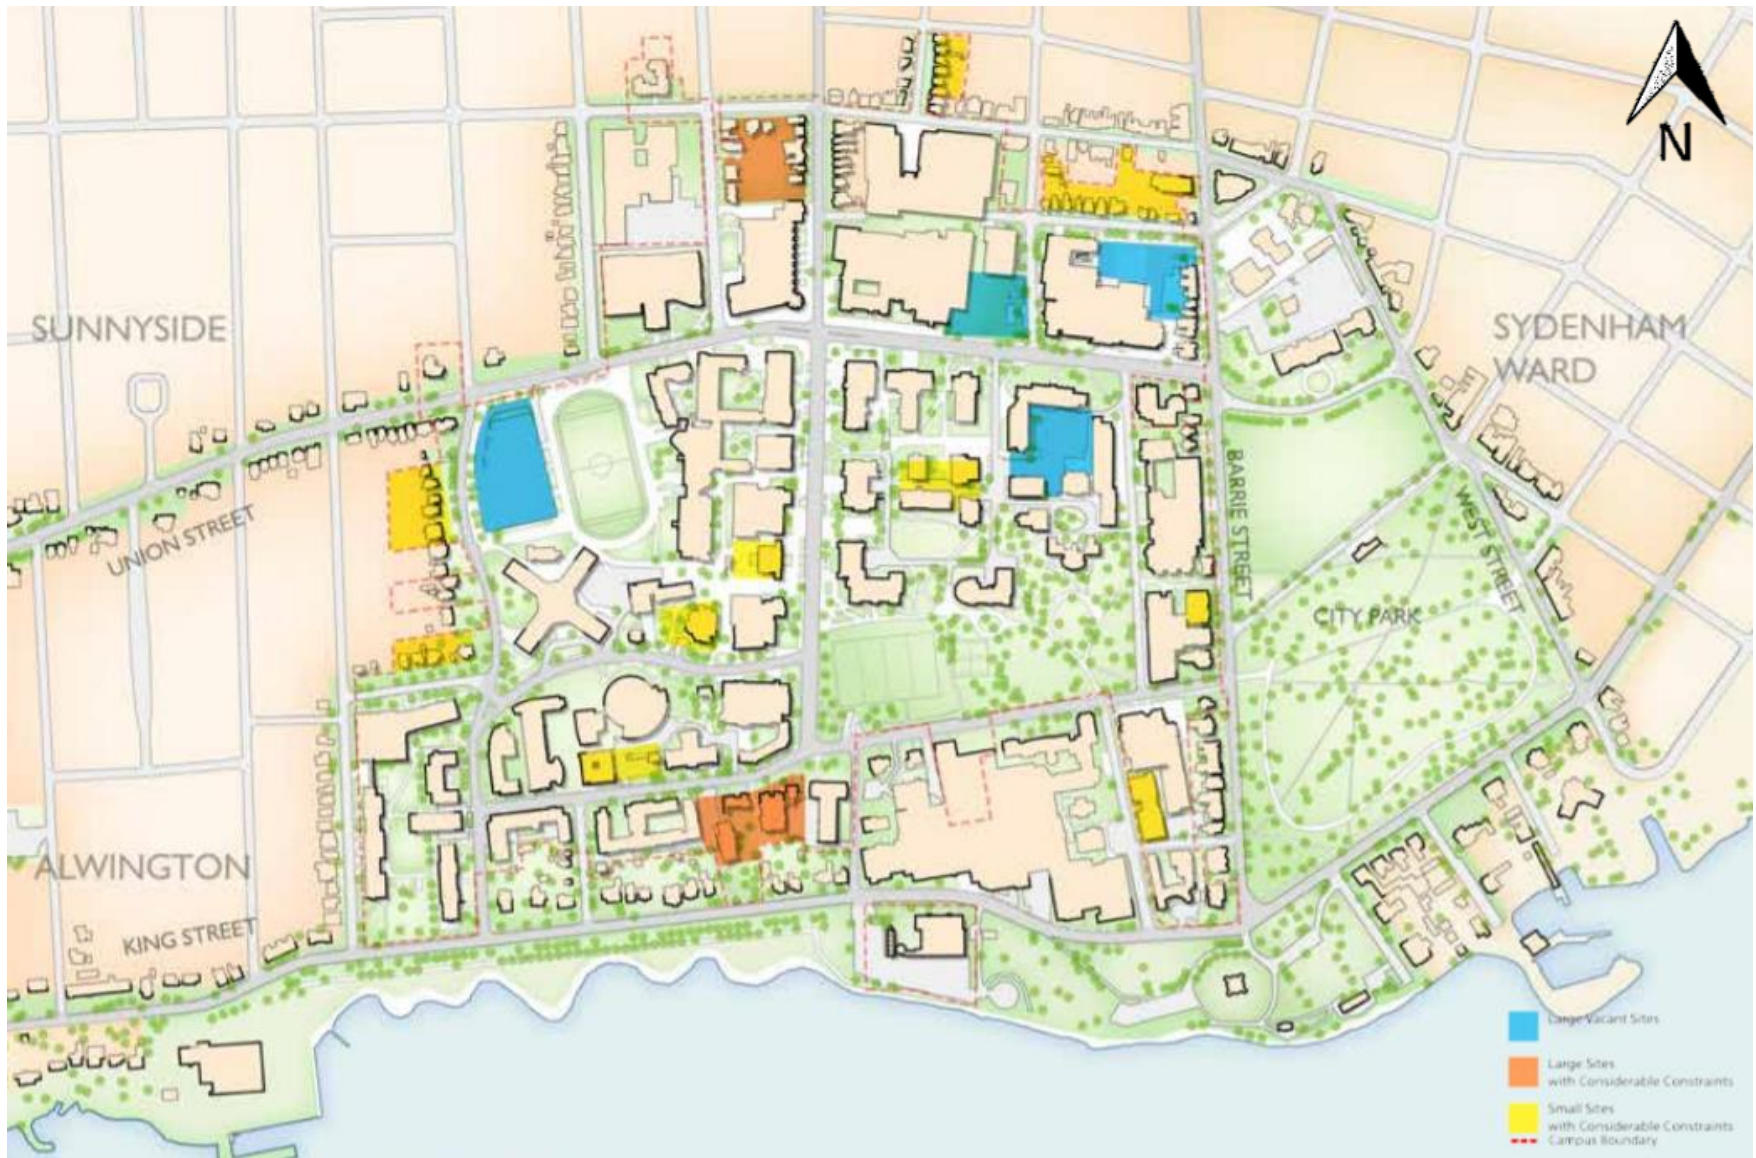 N
SUNNYSIDE
SYDENHAM
WARD
UNION STREET
BARRIE STREET
WEST STREET
CITY PARK
ALWINGTON
KING STREET
Large Vacant Sites
Large Sites
with Considerable Constraints
Small Sites
with Considerable Constraints
Campus Boundary